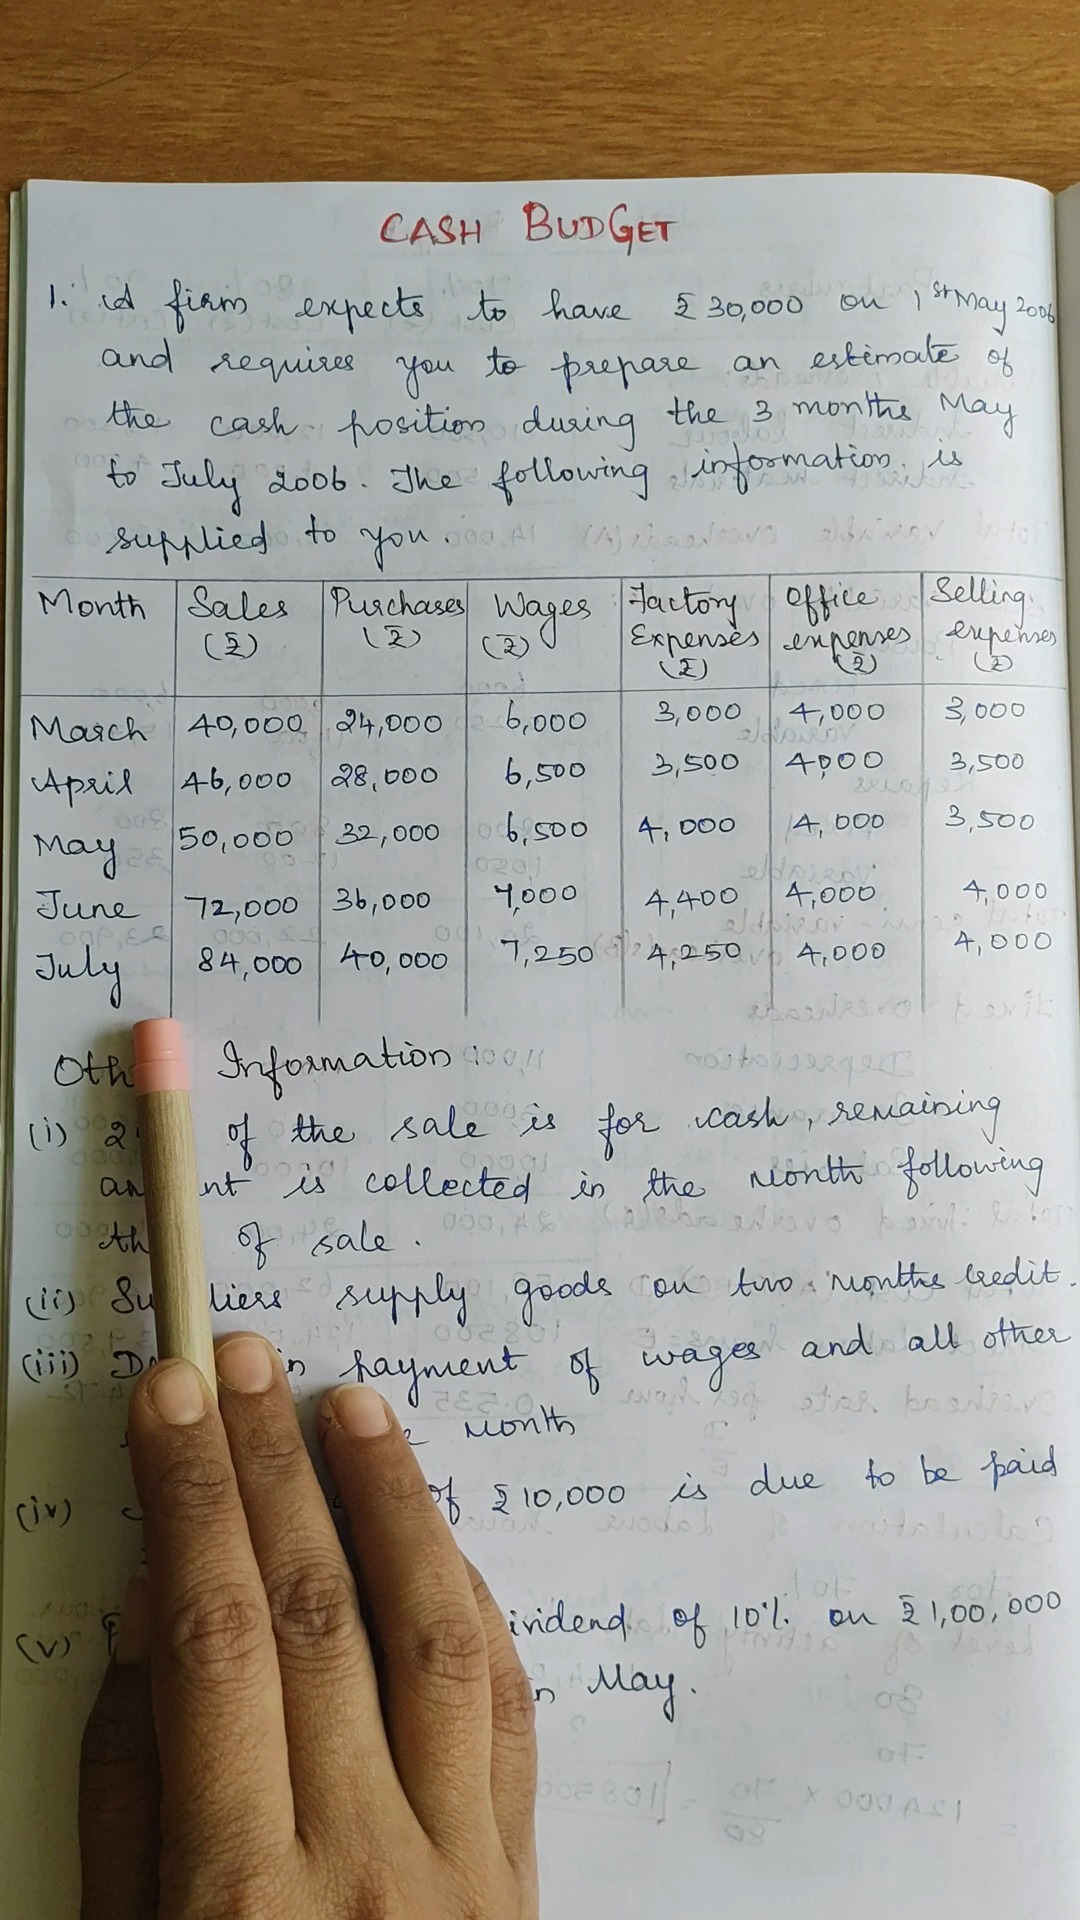 CASH BUDGET
1. A firm expects to have ₹ 30,000 on 1st May 2006
and requires you to prepare an estimate of
the cash position during the 3 months May
to July 2006. The following information is
supplied to you.
Month Sales (₹) Purchases (₹) Wages (₹) Factory Expenses (₹) Office expenses (₹) Selling expenses (₹)
March 40,000 24,000 6,000 3,000 4,000 3,000
April 46,000 28,000 6,500 3,500 4000 3,500
May 50,000 32,000 6,500 4,000 4,000 3,500
June 72,000 36,000 7,000 4,400 4,000 4,000
July 84,000 40,000 7,250 4,250 4,000 4,000
Information :
(i) of the sale is for cash, remaining
is collected in the month following
of sale.
(ii) supply goods on two months credit.
(iii) in payment of wages and all other
month
(iv) of ₹ 10,000 is due to be paid
(v) of 10% on ₹ 1,00,000
May.